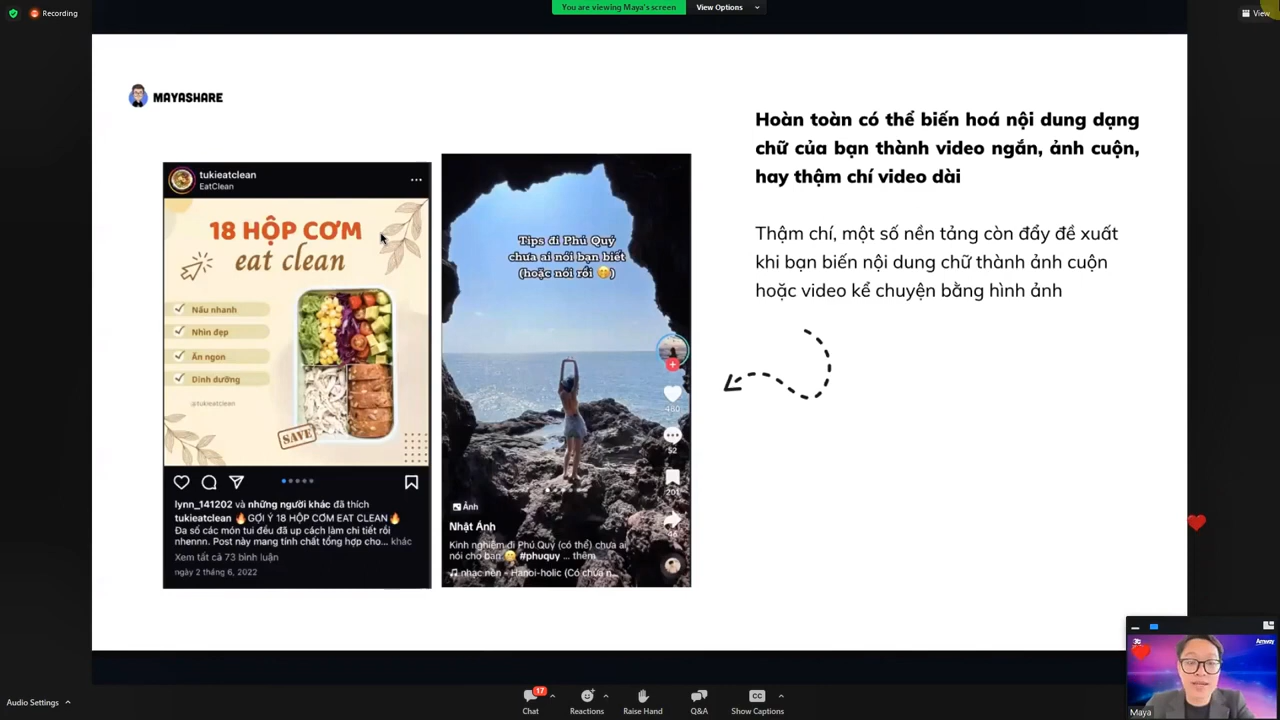 Recording
You are viewing Maya's screen
View Options
View
MAYASHARE
tukieatclean
EatClean
18 HỘP CƠM
eat clean
Nấu nhanh
Nhìn đẹp
Ăn ngon
Dinh dưỡng
@tukieatclean
SAVE
lynn_141202 và những người khác đã thích
tukieatclean 🔥GỢI Ý 18 HỘP CƠM EAT CLEAN🔥
Đa số các món tui đều đã up cách làm chi tiết rồi
nhennn. Post này mang tính chất tổng hợp cho... khác
Xem tất cả 73 bình luận
ngày 2 tháng 6, 2022
Tips đi Phú Quý
chưa ai nói bạn biết
(hoặc nói rồi 😁)
480
52
201
Ảnh
Nhật Ánh
Kinh nghiệm đi Phú Quý (có thể) chưa ai
nói cho bạn 😁 #phuquy ... thêm
nhạc nền - Hanoi-holic (Có chừa n...
Hoàn toàn có thể biến hoá nội dung dạng
chữ của bạn thành video ngắn, ảnh cuộn,
hay thậm chí video dài
Thậm chí, một số nền tảng còn đẩy đề xuất
khi bạn biến nội dung chữ thành ảnh cuộn
hoặc video kể chuyện bằng hình ảnh
Amway
Maya
Audio Settings
17
Chat
Reactions
Raise Hand
Q&A
CC
Show Captions